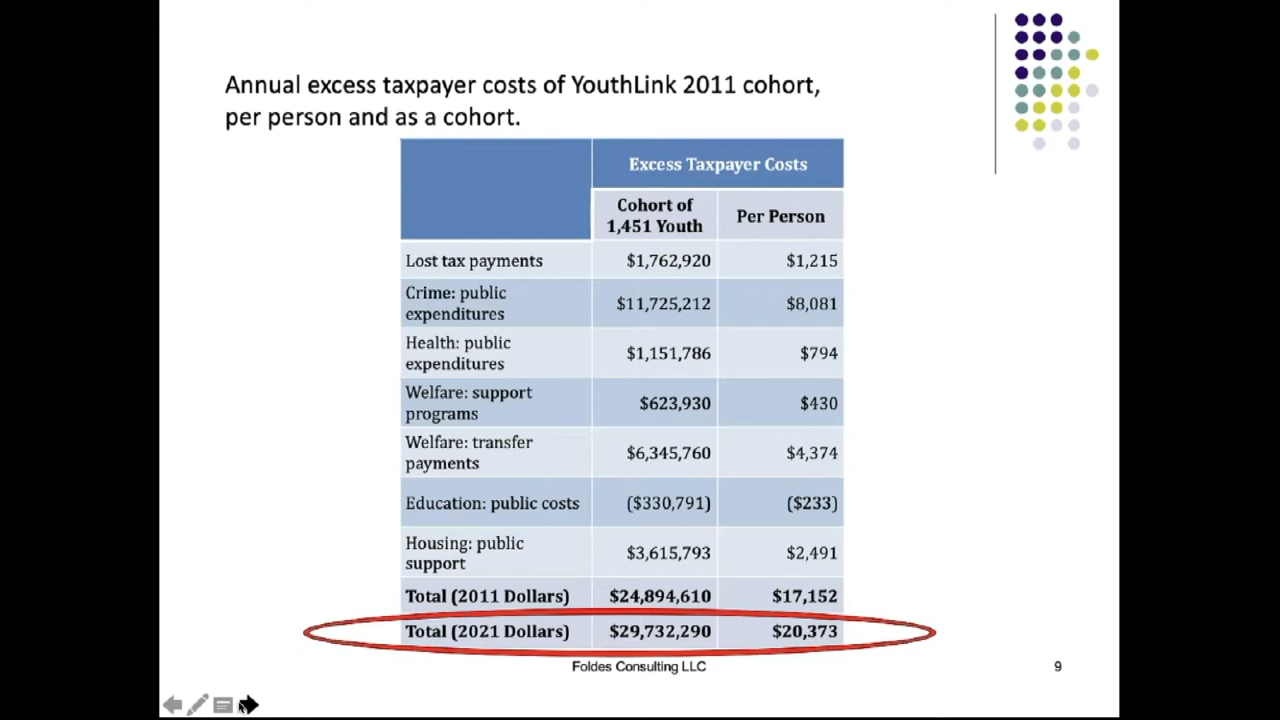 Annual excess taxpayer costs of YouthLink 2011 cohort,
per person and as a cohort.
Excess Taxpayer Costs
Cohort of
1,451 Youth
Per Person
Lost tax payments $1,762,920 $1,215
Crime: public
expenditures $11,725,212 $8,081
Health: public
expenditures $1,151,786 $794
Welfare: support
programs $623,930 $430
Welfare: transfer
payments $6,345,760 $4,374
Education: public costs ($330,791) ($233)
Housing: public
support $3,615,793 $2,491
Total (2011 Dollars) $24,894,610 $17,152
Total (2021 Dollars) $29,732,290 $20,373
Foldes Consulting LLC 9